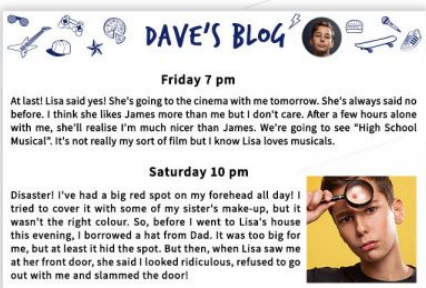 DAVE'S BLOG
Friday 7 pm
At last! Lisa said yes! She's going to the cinema with me tomorrow. She's always said no
before. I think she likes James more than me but I don't care. After a few hours alone
with me, she'll realise I'm much nicer than James. We're going to see "High School
Musical". It's not really my sort of film but I know Lisa loves musicals.
Saturday 10 pm
Disaster! I've had a big red spot on my forehead all day! I
tried to cover it with some of my sister's make-up, but it
wasn't the right colour. So, before I went to Lisa's house
this evening, I borrowed a hat from Dad. It was too big for
me, but at least it hid the spot. But then, when Lisa saw me
at her front door, she said I looked ridiculous, refused to go
out with me and slammed the door!